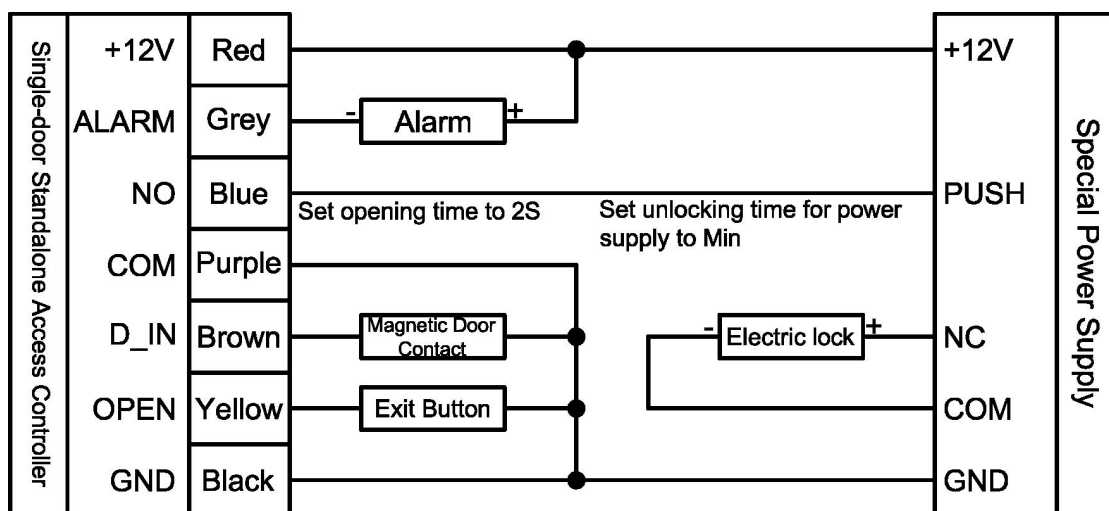 Single-door Standalone Access Controller
+12V Red
ALARM Grey
NO Blue
COM Purple
D_IN Brown
OPEN Yellow
GND Black
- Alarm +
Set opening time to 2S
Set unlocking time for power
supply to Min
Magnetic Door
Contact
Exit Button
- Electric lock +
+12V
PUSH
NC
COM
GND
Special Power Supply